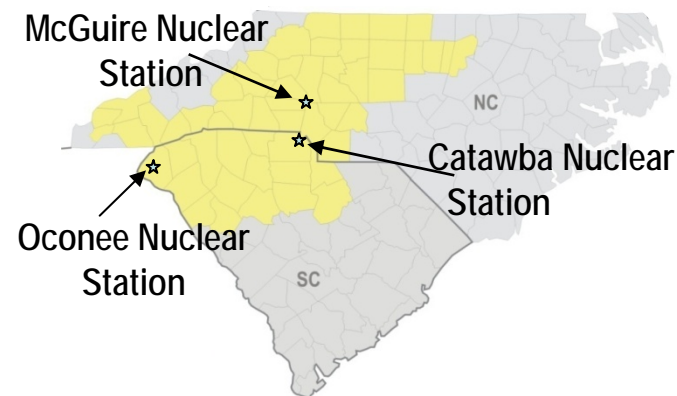 McGuire Nuclear
Station
NC
Catawba Nuclear
Station
Oconee Nuclear
Station
SC